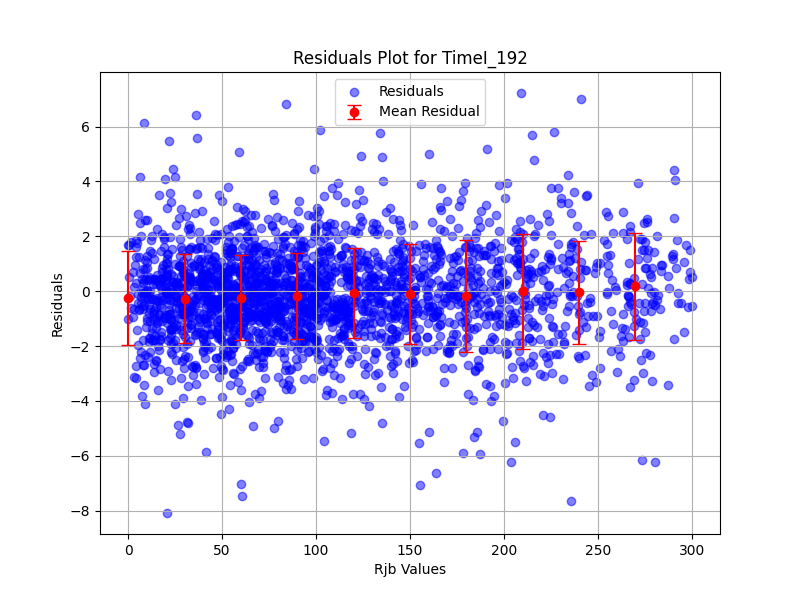 Residuals Plot for TimeI_192
Residuals
Mean Residual
6
4
2
0
−2
−4
−6
−8
Residuals
0 50 100 150 200 250 300
Rjb Values